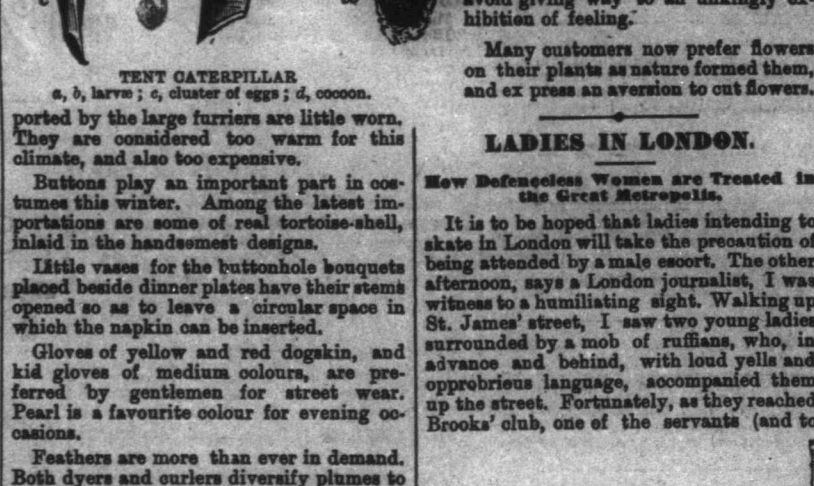 TENT CATERPILLAR
a, b, larvæ ; c, cluster of eggs ; d, cocoon.
ported by the large furriers are little worn.
They are considered too warm for this
climate, and also too expensive.
Buttons play an important part in cos-
tumes this winter. Among the latest im-
portations are some of real tortoise-shell,
inlaid in the handsomest designs.
Little vases for the buttonhole bouquets
placed beside dinner plates have their stems
opened so as to leave a circular space in
which the napkin can be inserted.
Gloves of yellow and red dogskin, and
kid gloves of medium colours, are pre-
ferred by gentlemen for street wear.
Pearl is a favourite colour for evening oc-
casions.
Feathers are more than ever in demand.
Both dyers and curlers diversify plumes to
avoid giving way to an unkingly ex-
hibition of feeling.
Many customers now prefer flowers
on their plants as nature formed them,
and ex press an aversion to cut flowers.
LADIES IN LONDON.
How Defenceless Women are Treated in
the Great Metropolis.
It is to be hoped that ladies intending to
skate in London will take the precaution of
being attended by a male escort. The other
afternoon, says a London journalist, I was
witness to a humiliating sight. Walking up
St. James' street, I saw two young ladies
surrounded by a mob of ruffians, who, in
advance and behind, with loud yells and
opprobrious language, accompanied them
up the street. Fortunately, as they reached
Brooks' club, one of the servants (and to